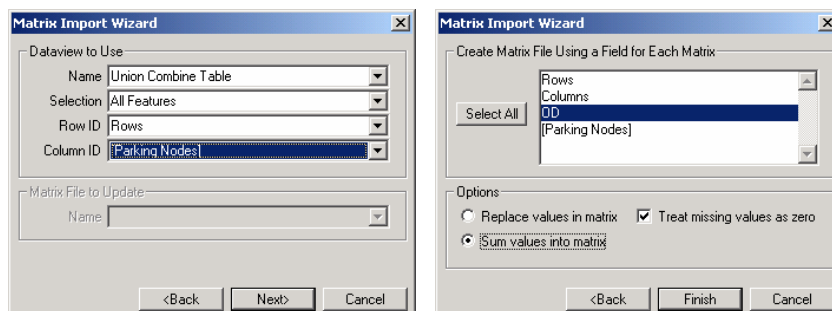 Matrix Import Wizard
Dataview to Use
Name Union Combine Table
Selection All Features
Row ID Rows
Column ID [Parking Nodes]
Matrix File to Update
Name
<Back Next> Cancel
Matrix Import Wizard
Create Matrix File Using a Field for Each Matrix
Select All
Rows
Columns
OD
[Parking Nodes]
Options
Replace values in matrix Treat missing values as zero
Sum values into matrix
<Back Finish Cancel